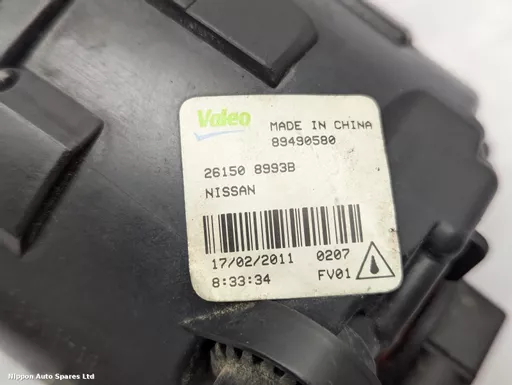 Valeo
MADE IN CHINA
89490580
26150 8993B
NISSAN
17/02/2011 0207
8:33:34 FV01
Nippon Auto Spares Ltd